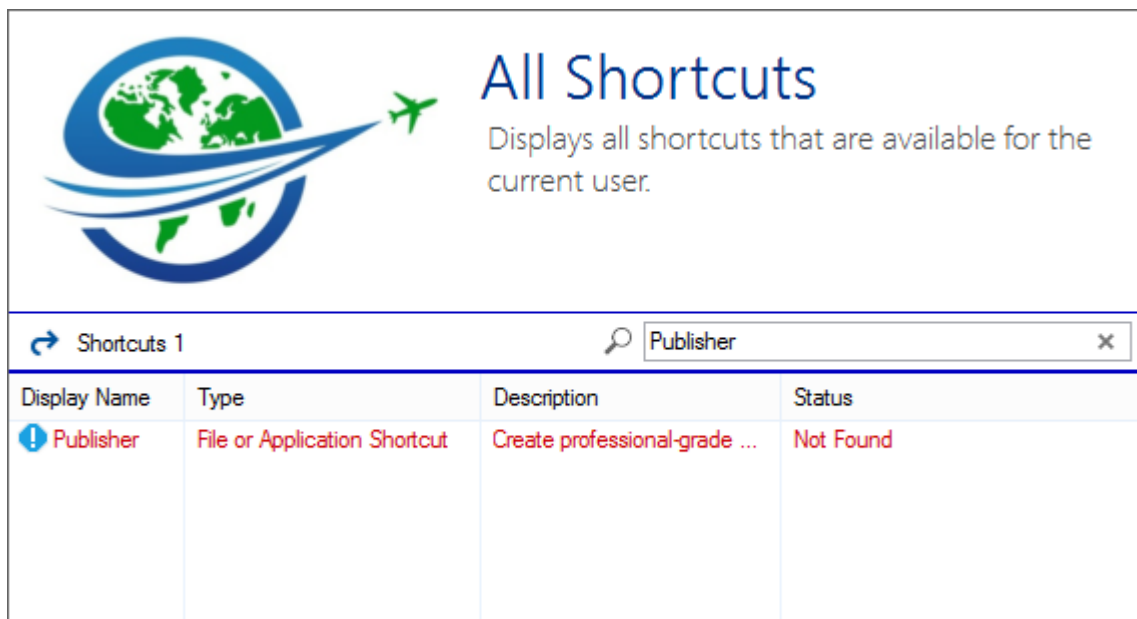 All Shortcuts
Displays all shortcuts that are available for the
current user.
Shortcuts 1
Publisher
Display Name Type Description Status
Publisher File or Application Shortcut Create professional-grade ... Not Found